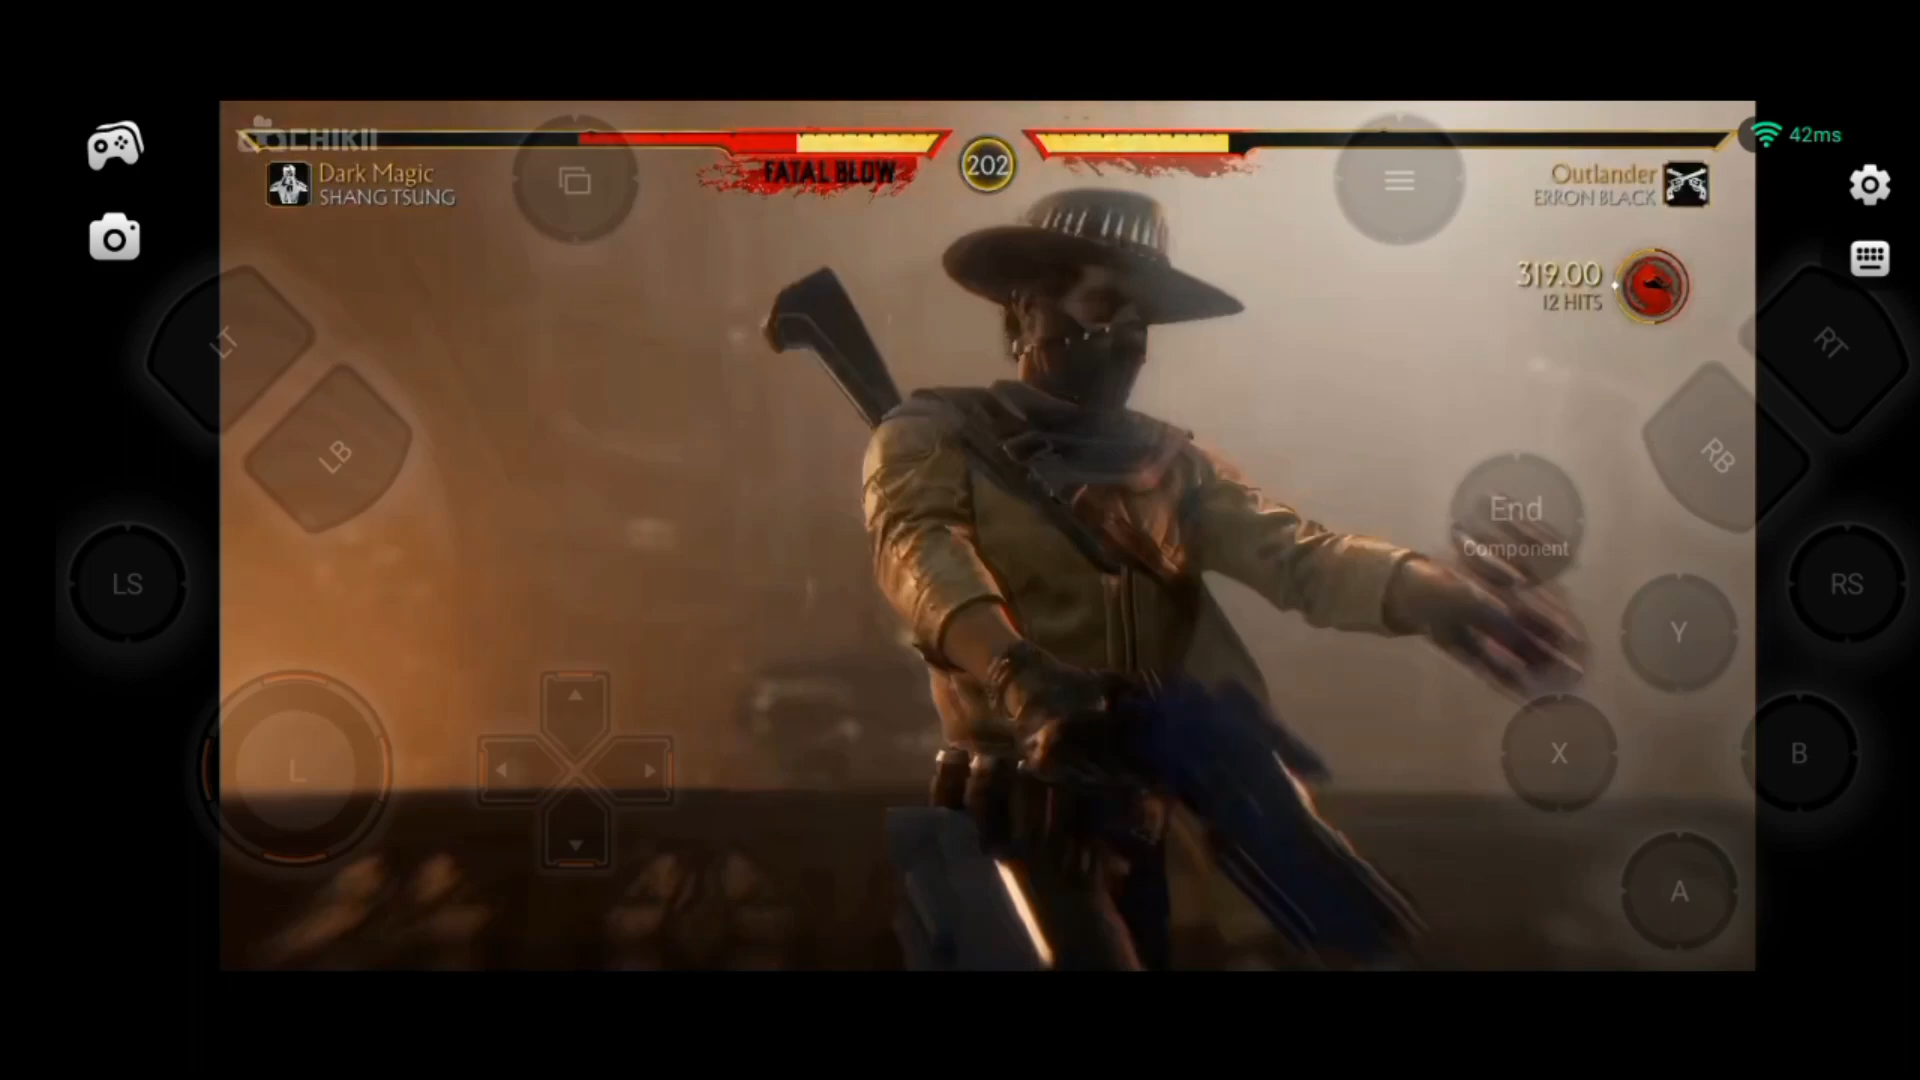 CHIKII
FATAL BLOW
202
42ms
Dark Magic
SHANG TSUNG
Outlander
ERRON BLACK
319.00
12 HITS
LT
RT
LB
RB
End
Component
LS
RS
Y
L
X
B
A